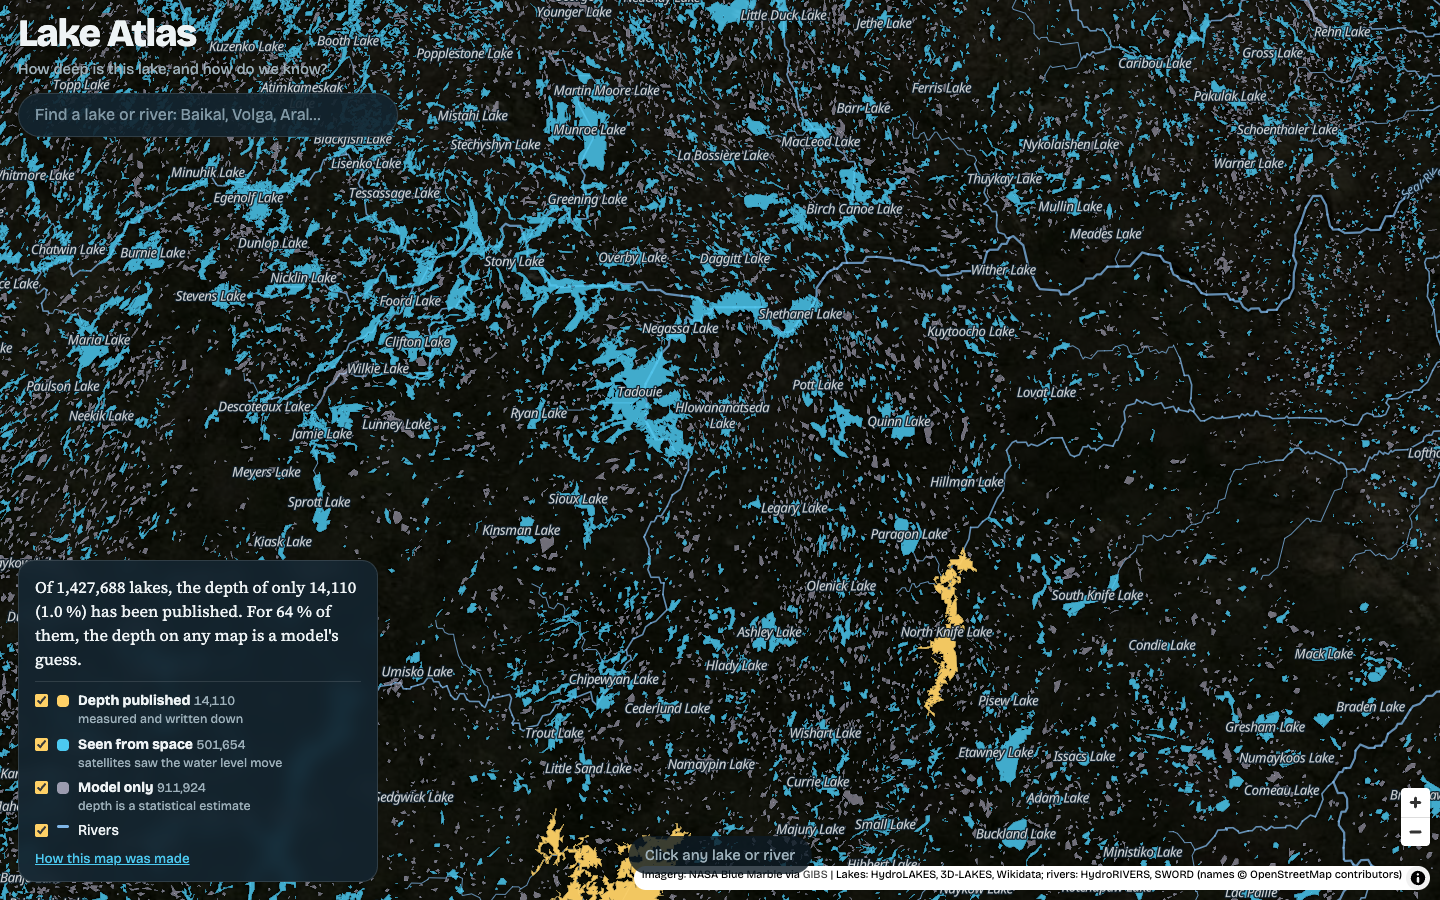 Lake Atlas
How deep is this lake, and how do we know?
Find a lake or river: Baikal, Volga, Aral...
Younger Lake
Little Duck Lake
Jethe Lake
Rehn Lake
Kuzenko Lake
Booth Lake
Popplestone Lake
Caribou Lake
Gross Lake
Topp Lake
Atimkameskak
Martin Moore Lake
Ferris Lake
Pakulak Lake
Mistahi Lake
Barr Lake
Munroe Lake
Schoenthaler Lake
Blackfish Lake
Stechyshyn Lake
MacLeod Lake
Nykolaishen Lake
Lisenko Lake
La Bossiere Lake
Warner Lake
Whitmore Lake
Minuhik Lake
Thuykay Lake
Egenolf Lake
Tessassage Lake
Greening Lake
Birch Canoe Lake
Mullin Lake
Meades Lake
Chatwin Lake
Burnie Lake
Dunlop Lake
Stony Lake
Overby Lake
Daggitt Lake
Wither Lake
Nicklin Lake
Stevens Lake
Foord Lake
Shethanei Lake
Negassa Lake
Kuytoocho Lake
Maria Lake
Clifton Lake
Wilkie Lake
Paulson Lake
Tadouie
Pott Lake
Lovat Lake
Neekik Lake
Descoteaux Lake
Ryan Lake
Hlowananatseda
Lake
Quinn Lake
Jamie Lake
Lunney Lake
Meyers Lake
Hillman Lake
Sprott Lake
Sioux Lake
Legary Lake
Kinsman Lake
Paragon Lake
Kiask Lake
Olenick Lake
South Knife Lake
Ashley Lake
North Knife Lake
Condie Lake
Mack Lake
Umisko Lake
Chipewyan Lake
Hlady Lake
Cederlund Lake
Pisew Lake
Braden Lake
Trout Lake
Wishart Lake
Gresham Lake
Little Sand Lake
Namaypin Lake
Etawney Lake
Issacs Lake
Numaykoos Lake
Currie Lake
Sedgwick Lake
Adam Lake
Comeau Lake
Majury Lake
Small Lake
Buckland Lake
Ministiko Lake
Hibbert Lake
Of 1,427,688 lakes, the depth of only 14,110
(1.0 %) has been published. For 64 % of
them, the depth on any map is a model's
guess.
Depth published 14,110
measured and written down
Seen from space 501,654
satellites saw the water level move
Model only 911,924
depth is a statistical estimate
Rivers
How this map was made
Click any lake or river
Imagery: NASA Blue Marble via GIBS | Lakes: HydroLAKES, 3D-LAKES, Wikidata; rivers: HydroRIVERS, SWORD (names © OpenStreetMap contributors)